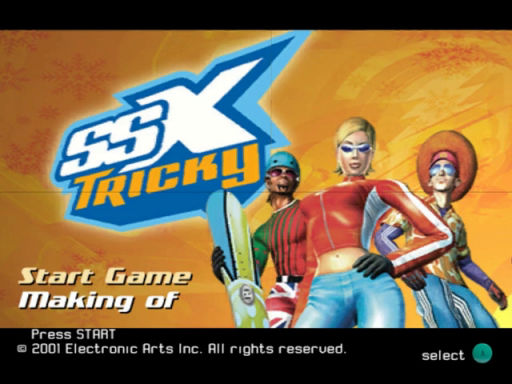 SSX
TRICKY
Start Game
Making of
Press START
© 2001 Electronic Arts Inc. All rights reserved.
select A